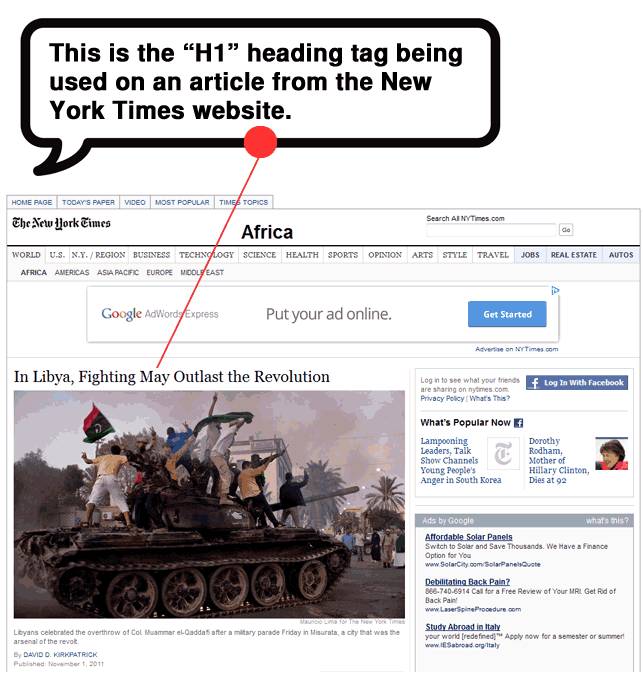 This is the “H1” heading tag being
used on an article from the New
York Times website.
HOME PAGE TODAY'S PAPER VIDEO MOST POPULAR TIMES TOPICS
The New York Times
Africa
Search All NYTimes.com
Go
WORLD U.S. N.Y. / REGION BUSINESS TECHNOLOGY SCIENCE HEALTH SPORTS OPINION ARTS STYLE TRAVEL JOBS REAL ESTATE AUTOS
AFRICA AMERICAS ASIA PACIFIC EUROPE MIDDLE EAST
Google AdWords Express
Put your ad online.
Get Started
Advertise on NYTimes.com
In Libya, Fighting May Outlast the Revolution
Mauricio Lima for The New York Times
Libyans celebrated the overthrow of Col. Muammar el-Qaddafi after a military parade Friday in Misurata, a city that was the
arsenal of the revolt.
By DAVID D. KIRKPATRICK
Published: November 1, 2011
Log in to see what your friends
are sharing on nytimes.com.
Privacy Policy | What's This?
f Log In With Facebook
What's Popular Now f
Lampooning
Leaders, Talk
Show Channels
Young People's
Anger in South Korea
T
Dorothy
Rodham,
Mother of
Hillary Clinton,
Dies at 92
Ads by Google what's this?
Affordable Solar Panels
Switch to Solar and Save Thousands. We Have a Finance
Option for You
www.SolarCity.com/SolarPanelsQuote
Debilitating Back Pain?
866-740-6914 Call for a Free Review of Your MRI. Get Rid of
Back Pain!
www.LaserSpineProcedure.com
Study Abroad in Italy
your world [redefined]™ Apply now for a semester or summer!
www.IESabroad.org/Italy